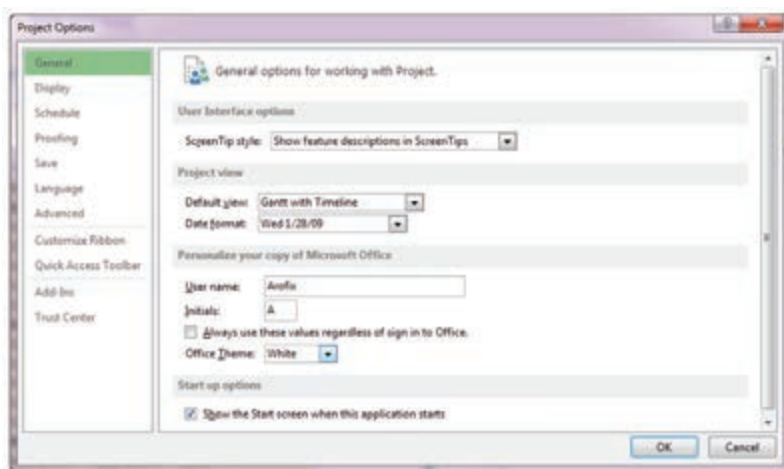 Project Options
General
Display
Schedule
Proofing
Save
Language
Advanced
Customize Ribbon
Quick Access Toolbar
Add-Ins
Trust Center
General options for working with Project.
User Interface options
ScreenTip style: Show feature descriptions in ScreenTips
Project view
Default view: Gantt with Timeline
Date format: Wed 1/28/09
Personalize your copy of Microsoft Office
User name: Arofix
Initials: A
Always use these values regardless of sign in to Office.
Office Theme: White
Start up options
Show the Start screen when this application starts
OK Cancel